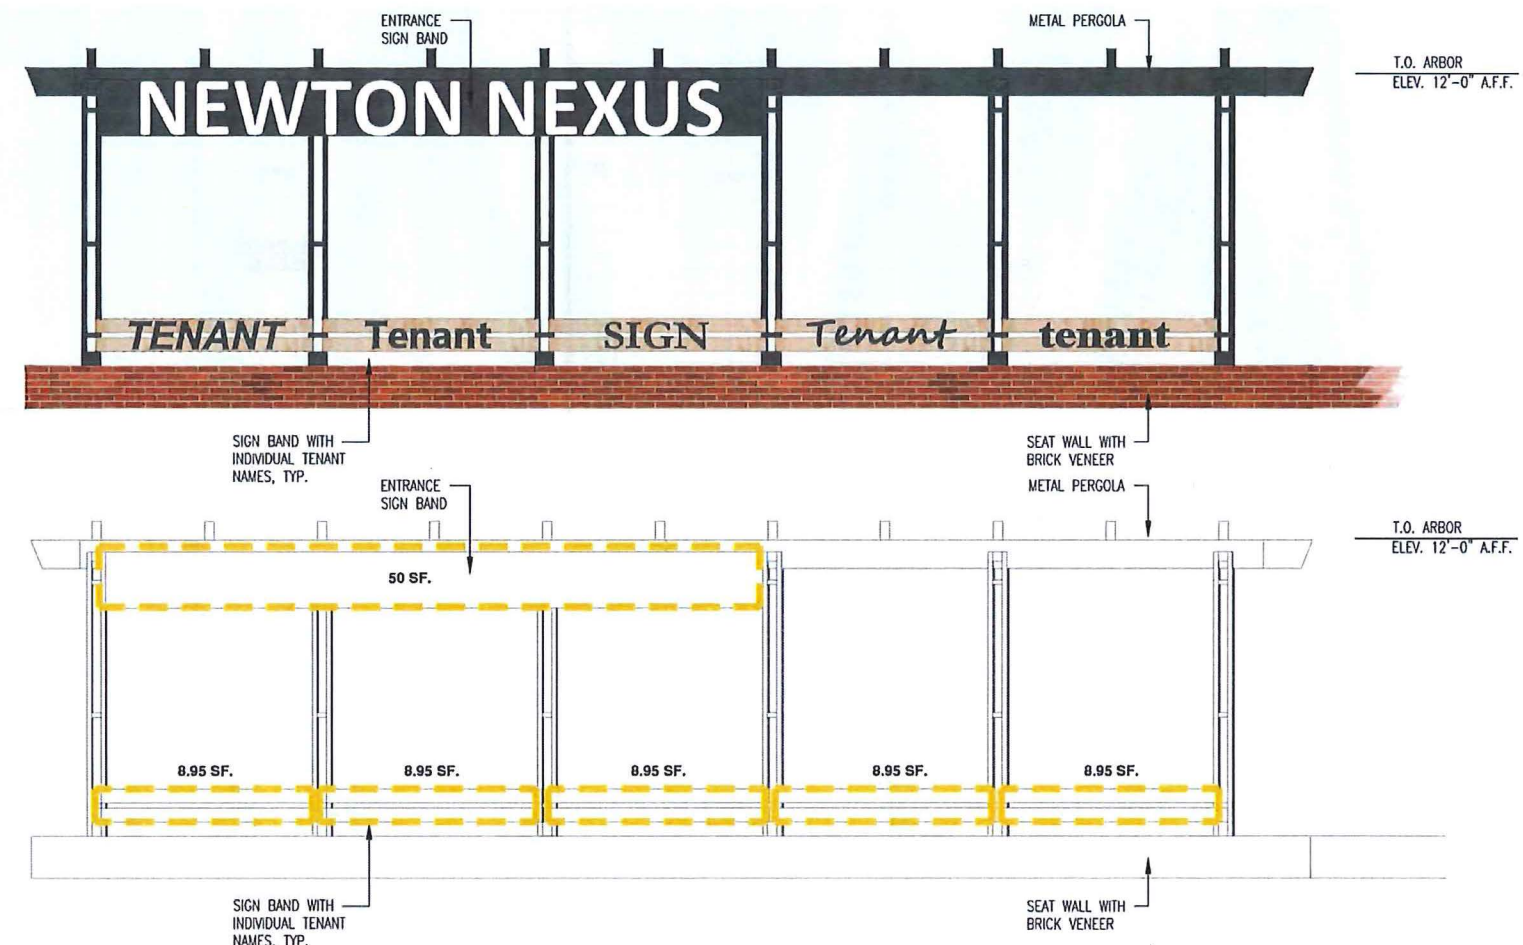 ENTRANCE
SIGN BAND
METAL PERGOLA
T.O. ARBOR
ELEV. 12'-0" A.F.F.
NEWTON NEXUS
TENANT
Tenant
SIGN
Tenant
tenant
SIGN BAND WITH
INDIVIDUAL TENANT
NAMES, TYP.
SEAT WALL WITH
BRICK VENEER
ENTRANCE
SIGN BAND
METAL PERGOLA
T.O. ARBOR
ELEV. 12'-0" A.F.F.
50 SF.
8.95 SF.
8.95 SF.
8.95 SF.
8.95 SF.
8.95 SF.
SIGN BAND WITH
INDIVIDUAL TENANT
NAMES, TYP.
SEAT WALL WITH
BRICK VENEER